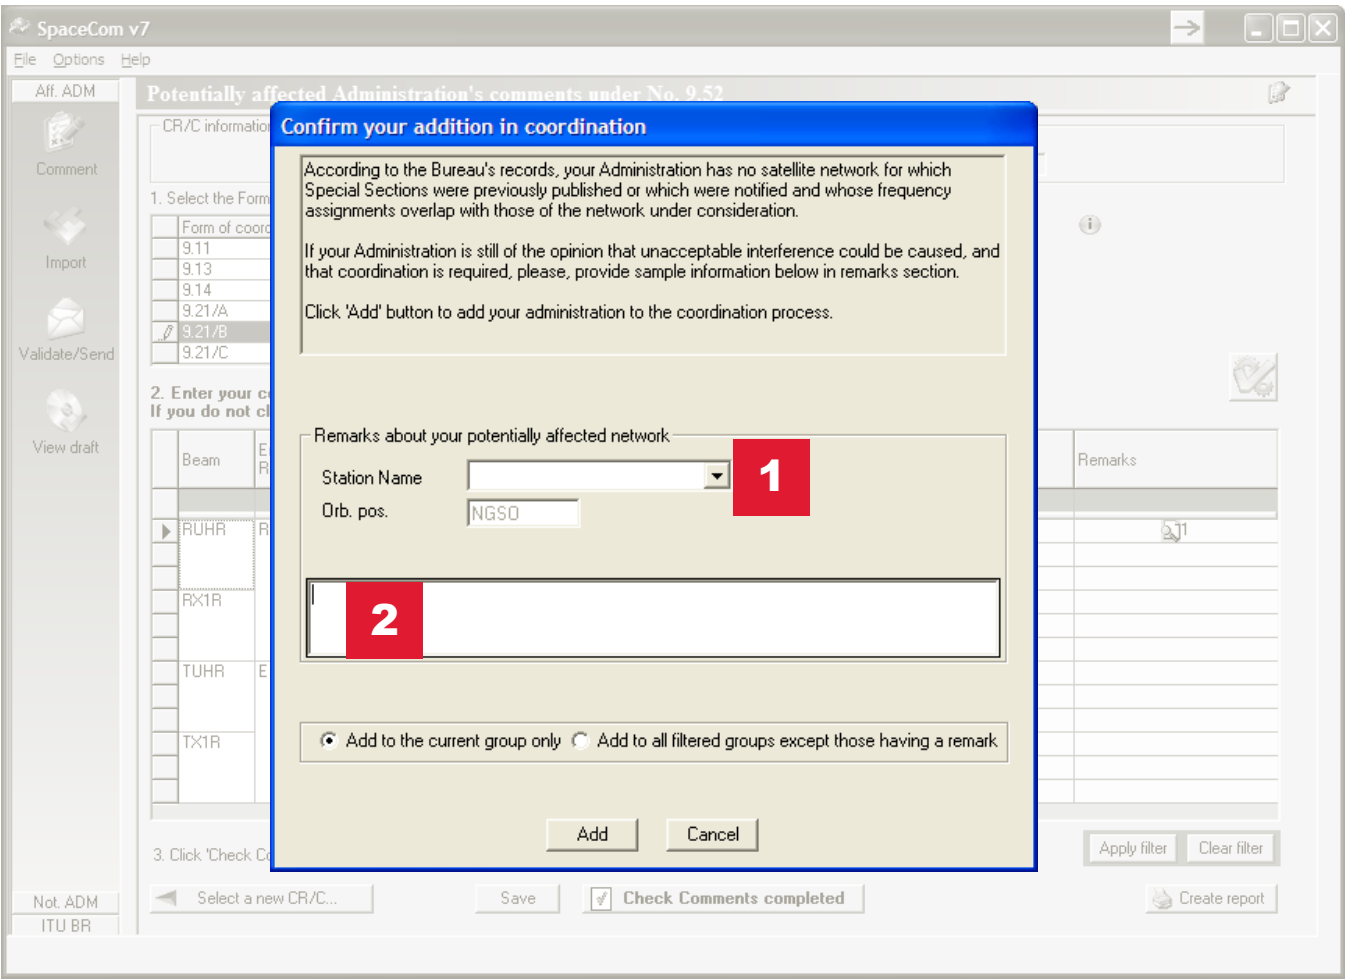 SpaceCom v7
File Options Help
Aff. ADM
Comment
Import
Validate/Send
View draft
Not. ADM
ITU BR
Potentially affected Administration's comments under No. 9.52
CR/C information
1. Select the Form
Form of coord
9.11
9.13
9.14
9.21/A
9.21/B
9.21/C
2. Enter your co
If you do not cl
Beam
Remarks
RUHR
R
1
RX1R
TUHR
E
TX1R
3. Click 'Check Co
Apply filter
Clear filter
Select a new CR/C...
Save
Check Comments completed
Create report
Confirm your addition in coordination
According to the Bureau's records, your Administration has no satellite network for which
Special Sections were previously published or which were notified and whose frequency
assignments overlap with those of the network under consideration.
If your Administration is still of the opinion that unacceptable interference could be caused, and
that coordination is required, please, provide sample information below in remarks section.
Click 'Add' button to add your administration to the coordination process.
Remarks about your potentially affected network
Station Name
1
Orb. pos.
NGSO
2
Add to the current group only
Add to all filtered groups except those having a remark
Add
Cancel